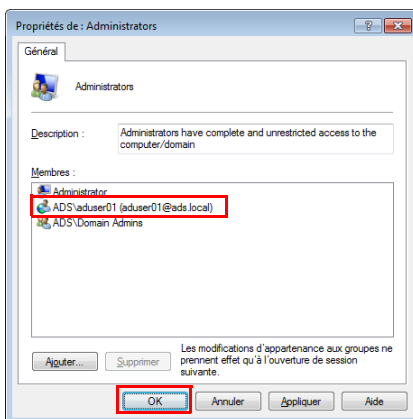 Propriétés de : Administrators
Général
Administrators
Description :
Administrators have complete and unrestricted access to the
computer/domain
Membres :
Administrator
ADS\aduser01 (aduser01@ads.local)
ADS\Domain Admins
Ajouter...
Supprimer
Les modifications d'appartenance aux groupes ne
prennent effet qu'à l'ouverture de session
suivante.
OK
Annuler
Appliquer
Aide